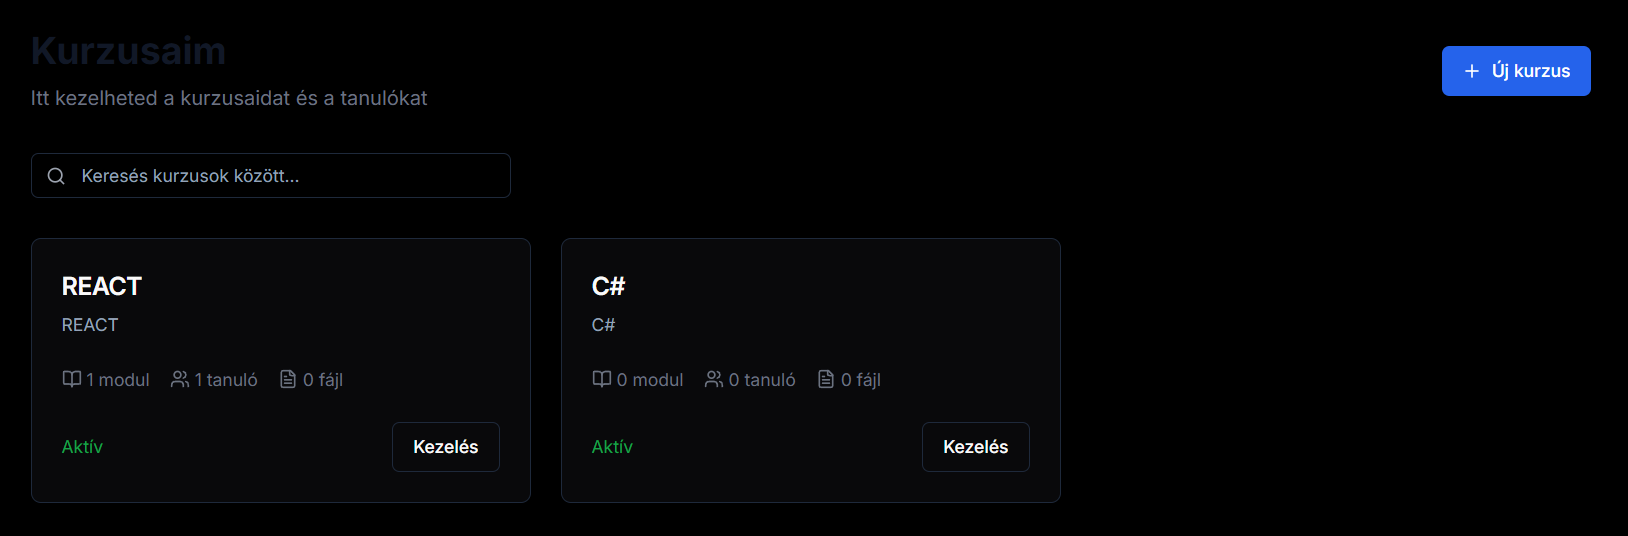 Kurzusaim
Itt kezelheted a kurzusaidat és a tanulókat
Új kurzus
Keresés kurzusok között...
REACT
REACT
1 modul 1 tanuló 0 fájl
Aktív Kezelés
C#
C#
0 modul 0 tanuló 0 fájl
Aktív Kezelés